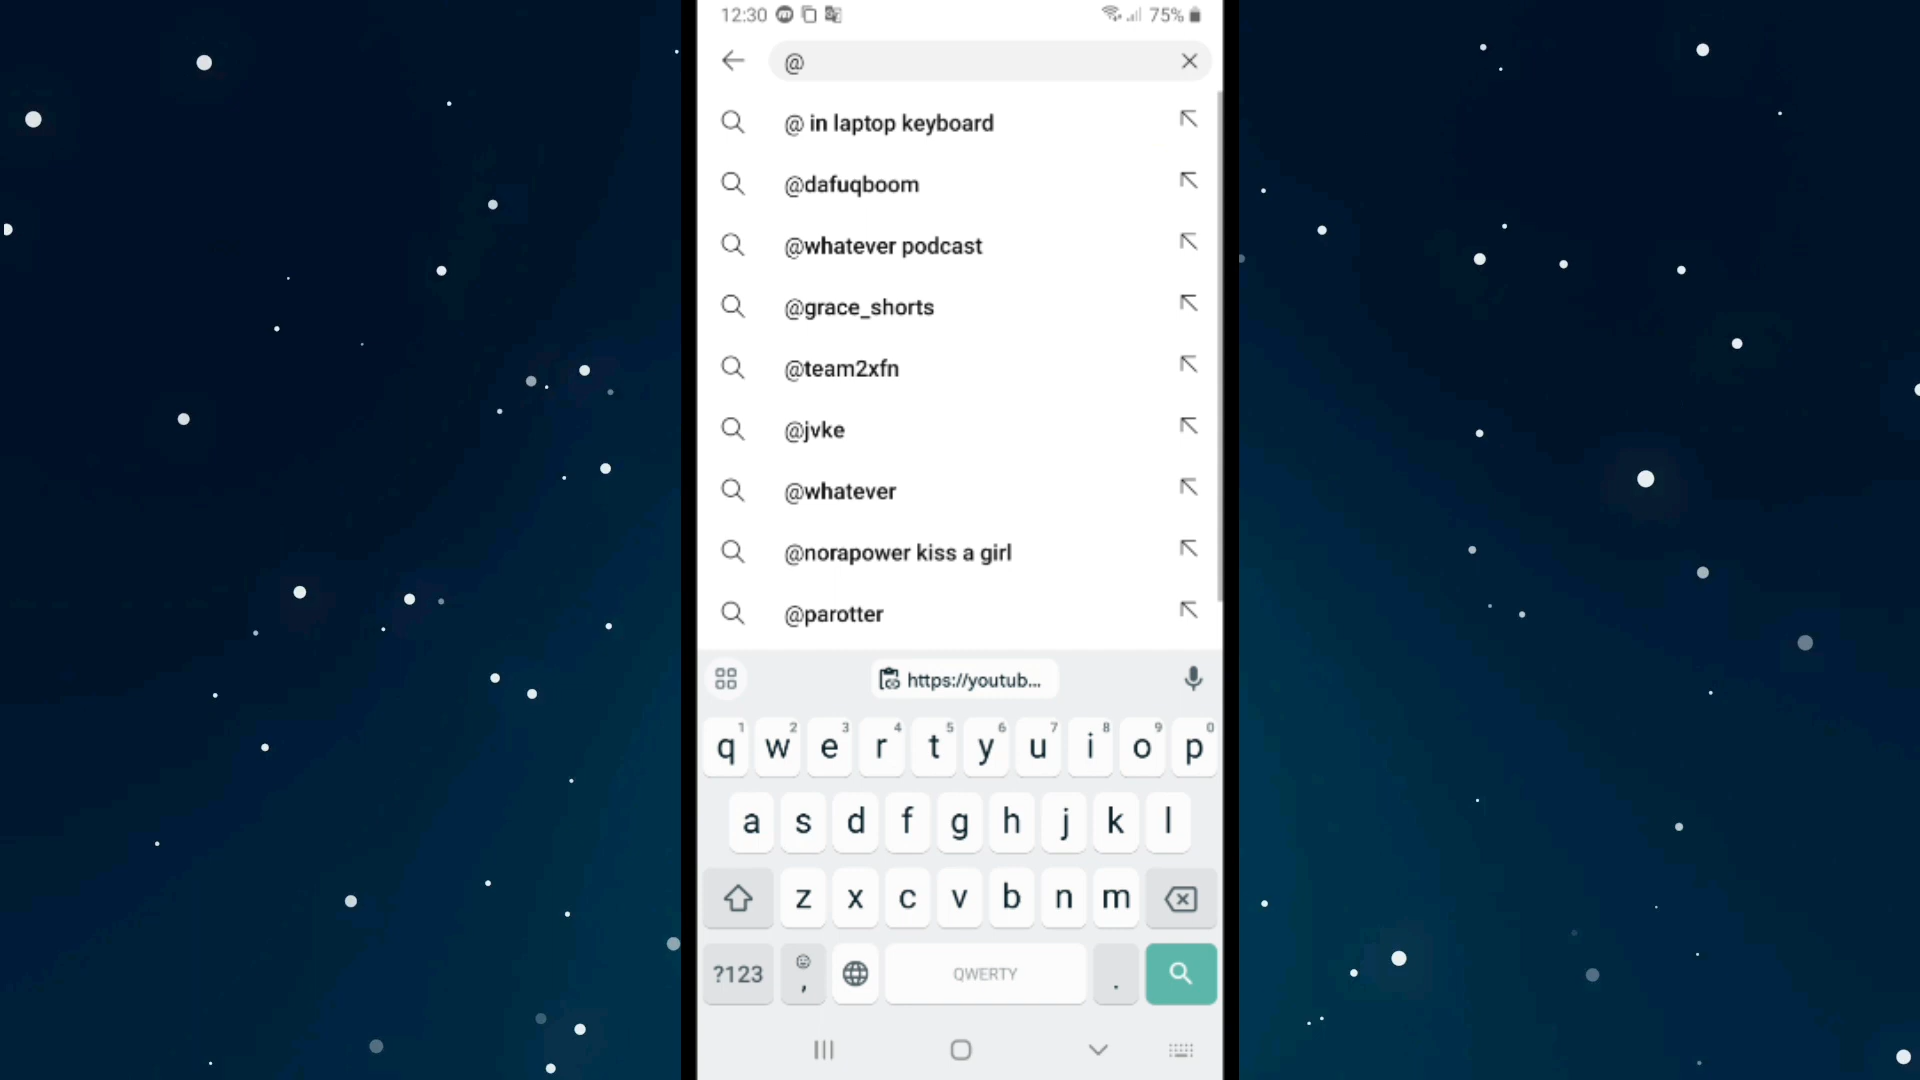 12:30 75%
@
@ in laptop keyboard
@dafuqboom
@whatever podcast
@grace_shorts
@team2xfn
@jvke
@whatever
@norapower kiss a girl
@parotter
https://youtub...
1 2 3 4 5 6 7 8 9 0
q w e r t y u i o p
a s d f g h j k l
z x c v b n m
?123 , QWERTY .